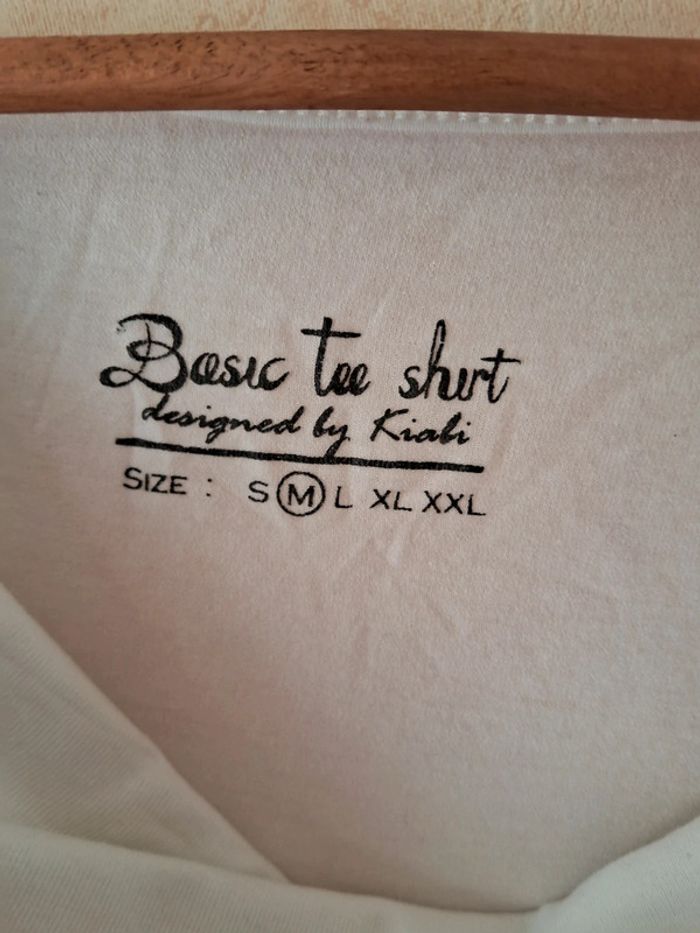 Basic tee shirt
designed by Kiabi
SIZE : S M L XL XXL